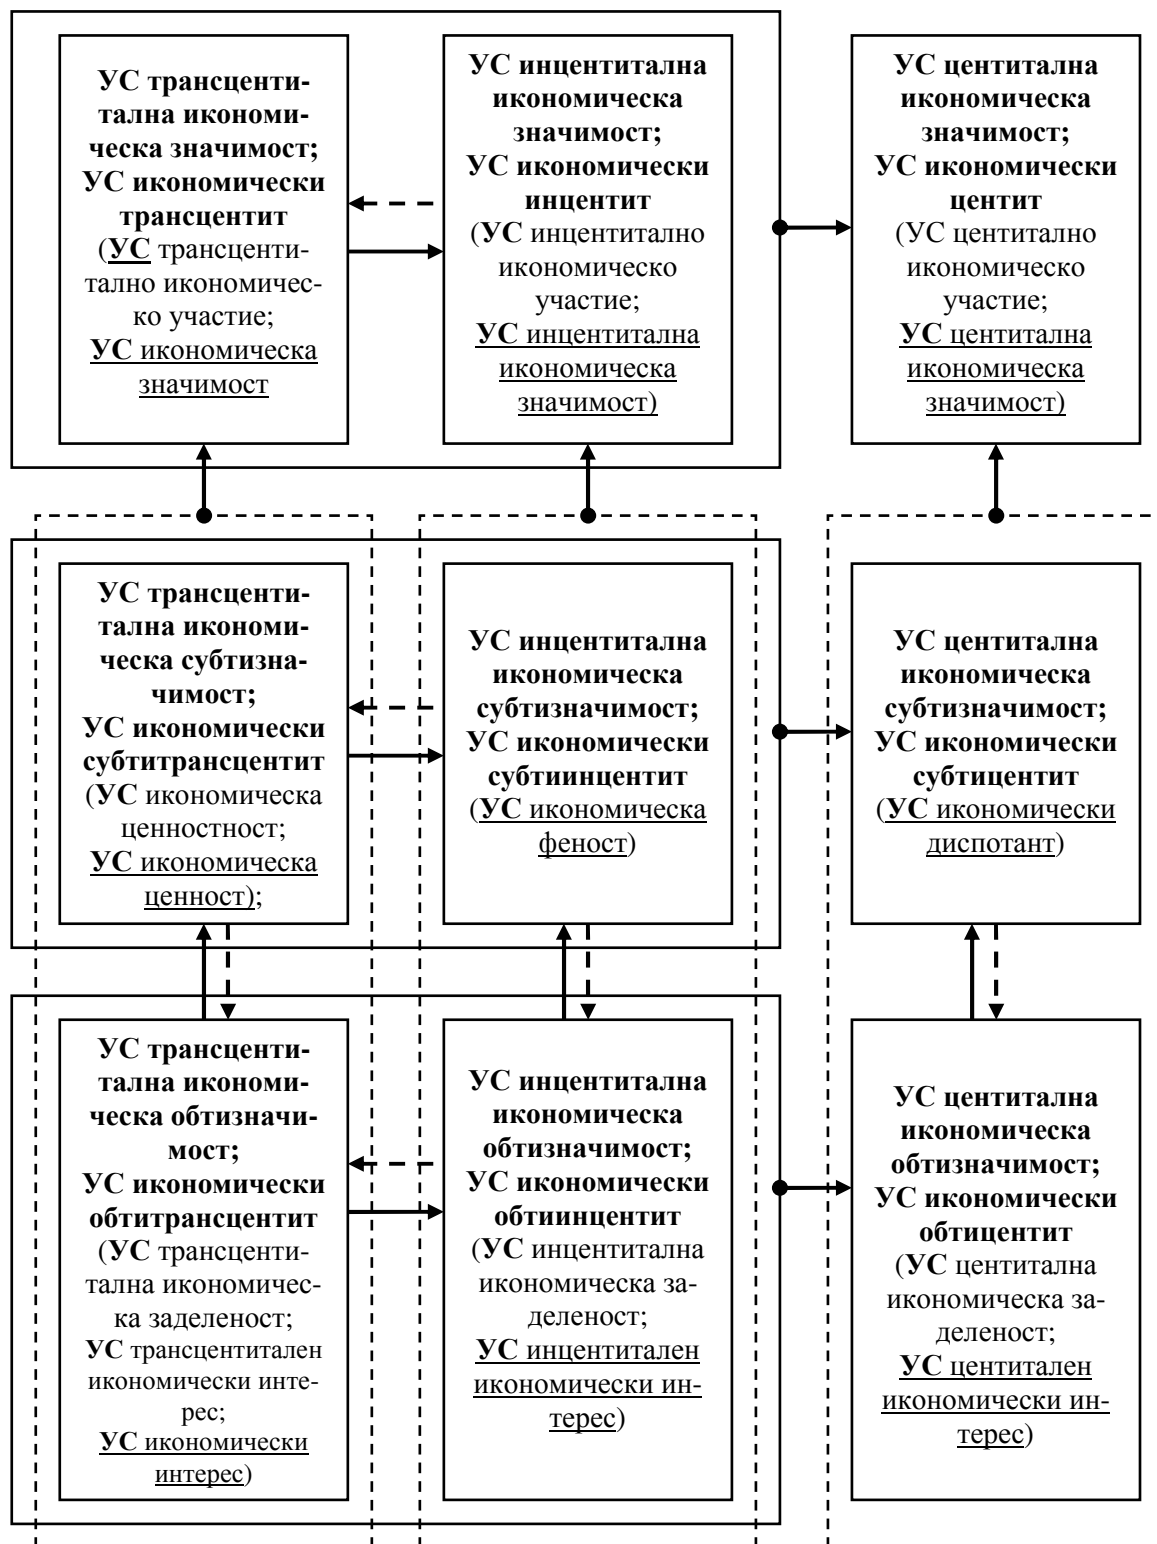 УС трансценти-
тална икономи-
ческа значимост;
УС икономически
трансцентит
(УС трансценти-
тално икономичес-
ко участие;
УС икономическа
значимост
УС инцентитална
икономическа
значимост;
УС икономически
инцентит
(УС инцентитално
икономическо
участие;
УС инцентитална
икономическа
значимост)
УС центитална
икономическа
значимост;
УС икономически
центит
(УС центитално
икономическо
участие;
УС центитална
икономическа
значимост)
УС трансценти-
тална икономи-
ческа субтизна-
чимост;
УС икономически
субтитрансцентит
(УС икономическа
ценностност;
УС икономическа
ценност);
УС инцентитална
икономическа
субтизначимост;
УС икономически
субтиинцентит
(УС икономическа
феност)
УС центитална
икономическа
субтизначимост;
УС икономически
субтицентит
(УС икономически
диспотант)
УС трансценти-
тална икономи-
ческа обтизначи-
мост;
УС икономически
обтитрансцентит
(УС трансценти-
тална икономичес-
ка заделеност;
УС трансцентитален
икономически инте-
рес;
УС икономически
интерес)
УС инцентитална
икономическа
обтизначимост;
УС икономически
обтиинцентит
(УС инцентитална
икономическа за-
деленост;
УС инцентитален
икономически ин-
терес)
УС центитална
икономическа
обтизначимост;
УС икономически
обтицентит
(УС центитална
икономическа за-
деленост;
УС центитален
икономически ин-
терес)